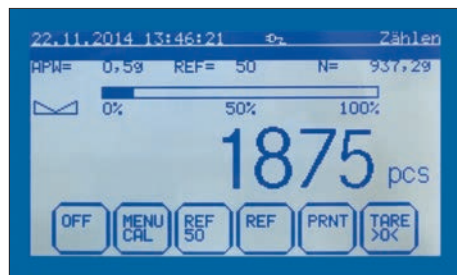 22.11.2014 13:46:21 Zählen
APW= 0,5g REF= 50 N= 937,2g
0% 50% 100%
1875 pcs
OFF MENU CAL REF 50 REF PRNT TARE >0<